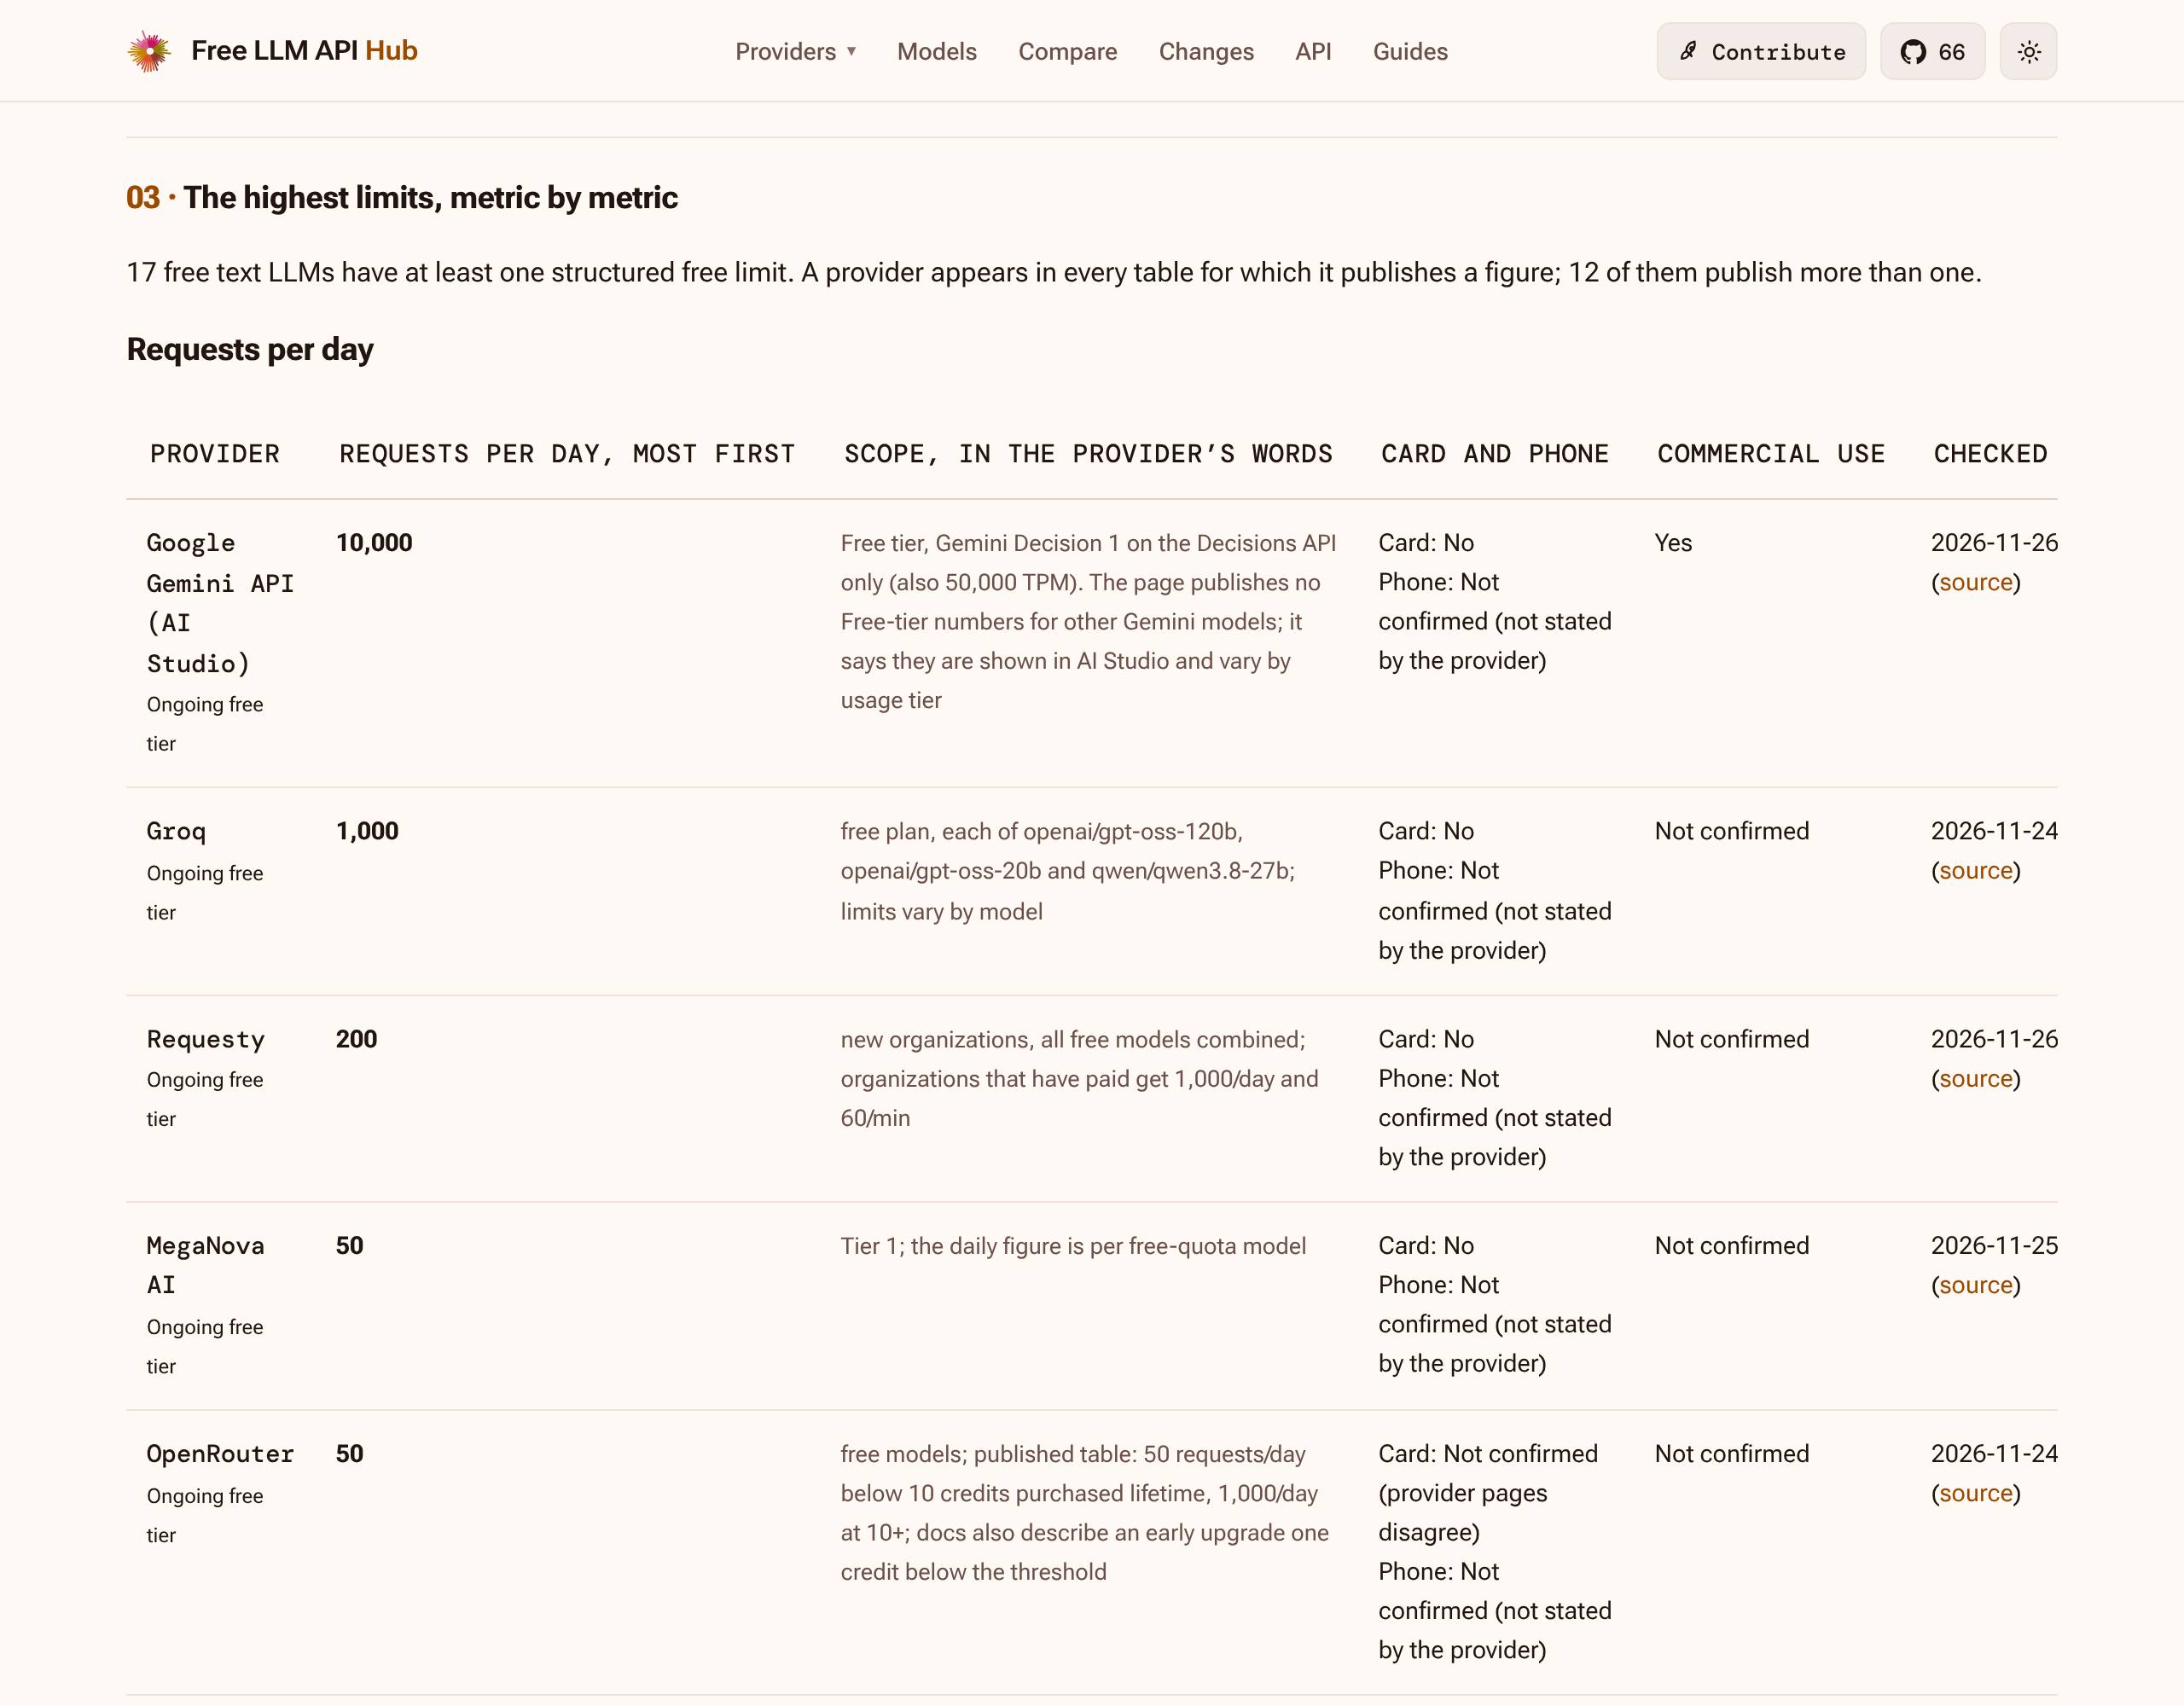 Free LLM API Hub
Providers ▼ Models Compare Changes API Guides
Contribute 66
03 · The highest limits, metric by metric
17 free text LLMs have at least one structured free limit. A provider appears in every table for which it publishes a figure; 12 of them publish more than one.
Requests per day
PROVIDER REQUESTS PER DAY, MOST FIRST SCOPE, IN THE PROVIDER’S WORDS CARD AND PHONE COMMERCIAL USE CHECKED
Google
Gemini API
(AI
Studio)
Ongoing free
tier
10,000
Free tier, Gemini Decision 1 on the Decisions API
only (also 50,000 TPM). The page publishes no
Free-tier numbers for other Gemini models; it
says they are shown in AI Studio and vary by
usage tier
Card: No
Phone: Not
confirmed (not stated
by the provider)
Yes
2026-11-26
(source)
Groq
Ongoing free
tier
1,000
free plan, each of openai/gpt-oss-120b,
openai/gpt-oss-20b and qwen/qwen3.8-27b;
limits vary by model
Card: No
Phone: Not
confirmed (not stated
by the provider)
Not confirmed
2026-11-24
(source)
Requesty
Ongoing free
tier
200
new organizations, all free models combined;
organizations that have paid get 1,000/day and
60/min
Card: No
Phone: Not
confirmed (not stated
by the provider)
Not confirmed
2026-11-26
(source)
MegaNova
AI
Ongoing free
tier
50
Tier 1; the daily figure is per free-quota model
Card: No
Phone: Not
confirmed (not stated
by the provider)
Not confirmed
2026-11-25
(source)
OpenRouter
Ongoing free
tier
50
free models; published table: 50 requests/day
below 10 credits purchased lifetime, 1,000/day
at 10+; docs also describe an early upgrade one
credit below the threshold
Card: Not confirmed
(provider pages
disagree)
Phone: Not
confirmed (not stated
by the provider)
Not confirmed
2026-11-24
(source)